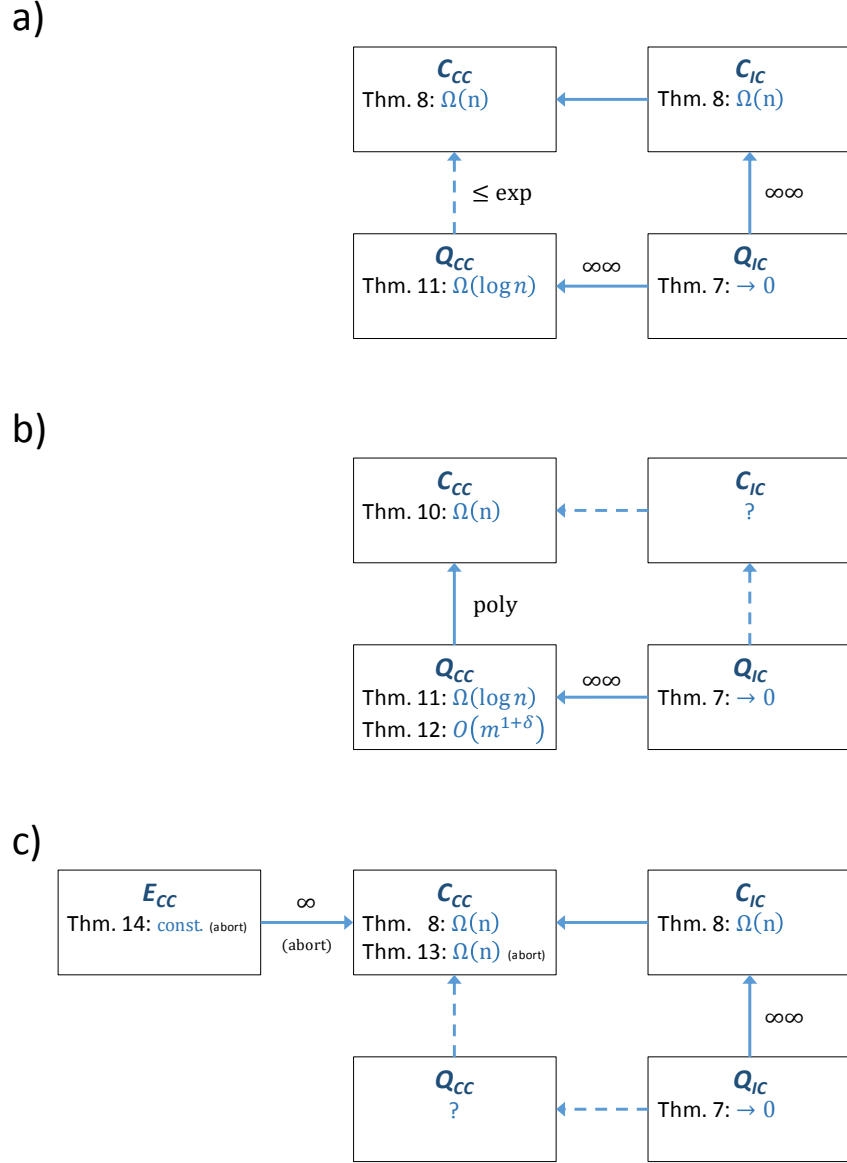 a)
C_CC
Thm. 8: Ω(n)
C_IC
Thm. 8: Ω(n)
≤ exp
∞∞
Q_CC
Thm. 11: Ω(log n)
∞∞
Q_IC
Thm. 7: → 0
b)
C_CC
Thm. 10: Ω(n)
C_IC
?
poly
Q_CC
Thm. 11: Ω(log n)
Thm. 12: O(m^{1+δ})
∞∞
Q_IC
Thm. 7: → 0
c)
E_CC
Thm. 14: const. (abort)
∞
(abort)
C_CC
Thm. 8: Ω(n)
Thm. 13: Ω(n) (abort)
C_IC
Thm. 8: Ω(n)
∞∞
Q_CC
?
Q_IC
Thm. 7: → 0